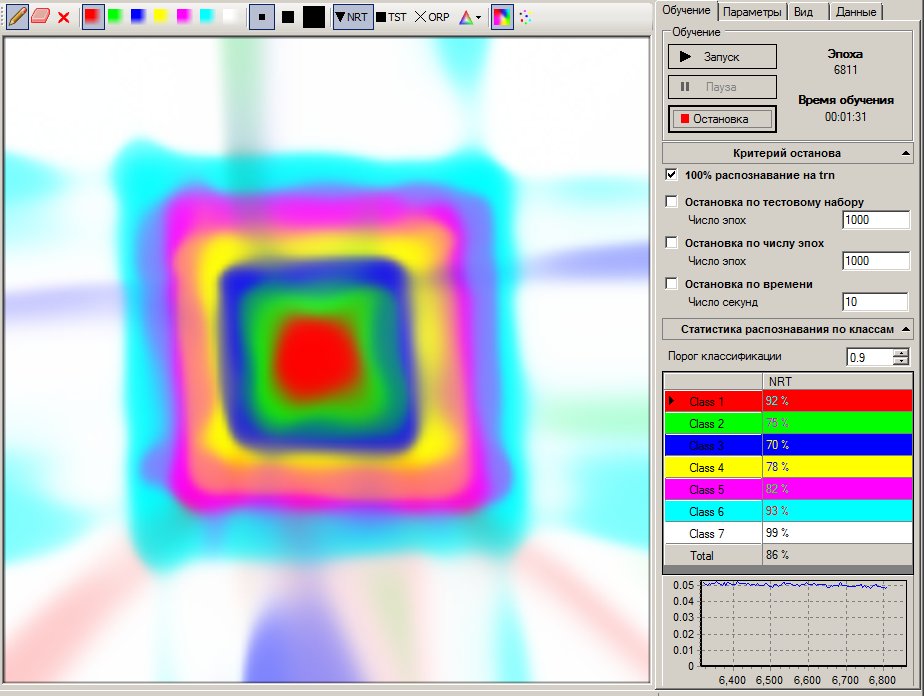 NRT TST ORP
Обучение Параметры Вид Данные
Обучение
Запуск
Пауза
Остановка
Эпоха
6811
Время обучения
00:01:31
Критерий останова
100% распознавание на trn
Остановка по тестовому набору
Число эпох 1000
Остановка по числу эпох
Число эпох 1000
Остановка по времени
Число секунд 10
Статистика распознавания по классам
Порог классификации 0.9
NRT
Class 1 92 %
Class 2 75 %
Class 3 70 %
Class 4 78 %
Class 5 82 %
Class 6 93 %
Class 7 99 %
Total 86 %
0.05
0.04
0.03
0.02
0.01
0
6,400 6,500 6,600 6,700 6,800